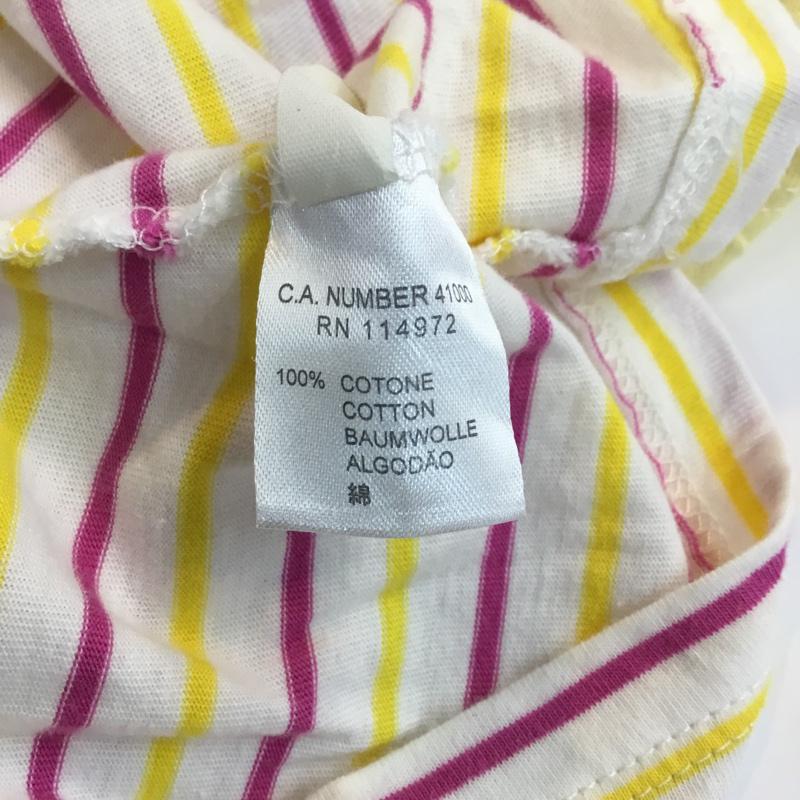 C.A. NUMBER 41000
RN 114972
100% COTONE
COTTON
BAUMWOLLE
ALGODÃO
綿